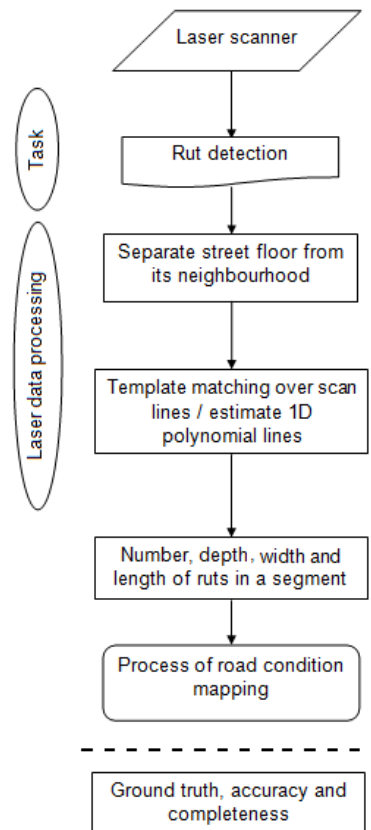 Laser scanner
Task
Rut detection
Laser data processing
Separate street floor from
its neighbourhood
Template matching over scan
lines / estimate 1D
polynomial lines
Number, depth, width and
length of ruts in a segment
Process of road condition
mapping
Ground truth, accuracy and
completeness